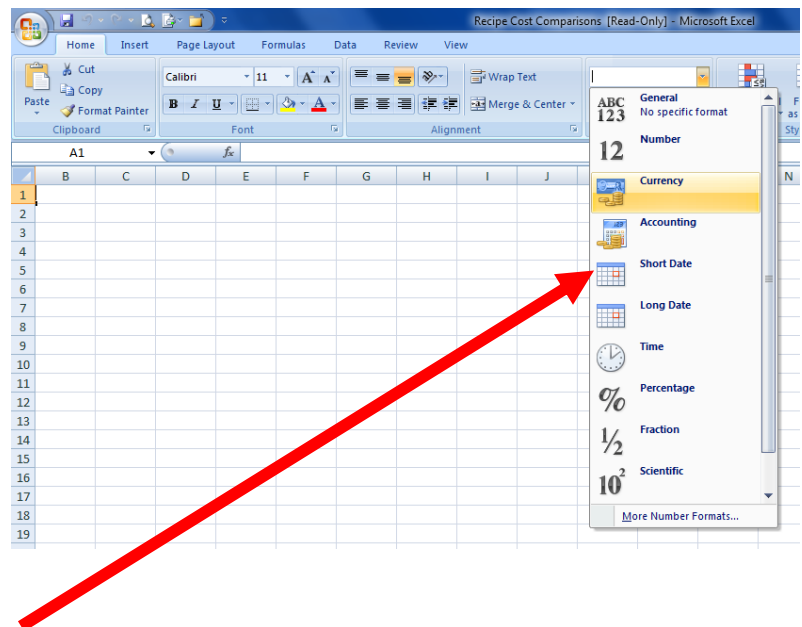 Recipe Cost Comparisons [Read-Only] - Microsoft Excel
Home Insert Page Layout Formulas Data Review View
Paste
Cut
Copy
Format Painter
Clipboard
Calibri 11 A A
B I U A
Font
Wrap Text
Merge & Center
Alignment
F
as
Sty
A1 fx
B C D E F G H I J N
1
2
3
4
5
6
7
8
9
10
11
12
13
14
15
16
17
18
19
ABC
123
General
No specific format
12
Number
Currency
Accounting
Short Date
Long Date
Time
%
Percentage
1/2
Fraction
10²
Scientific
More Number Formats...